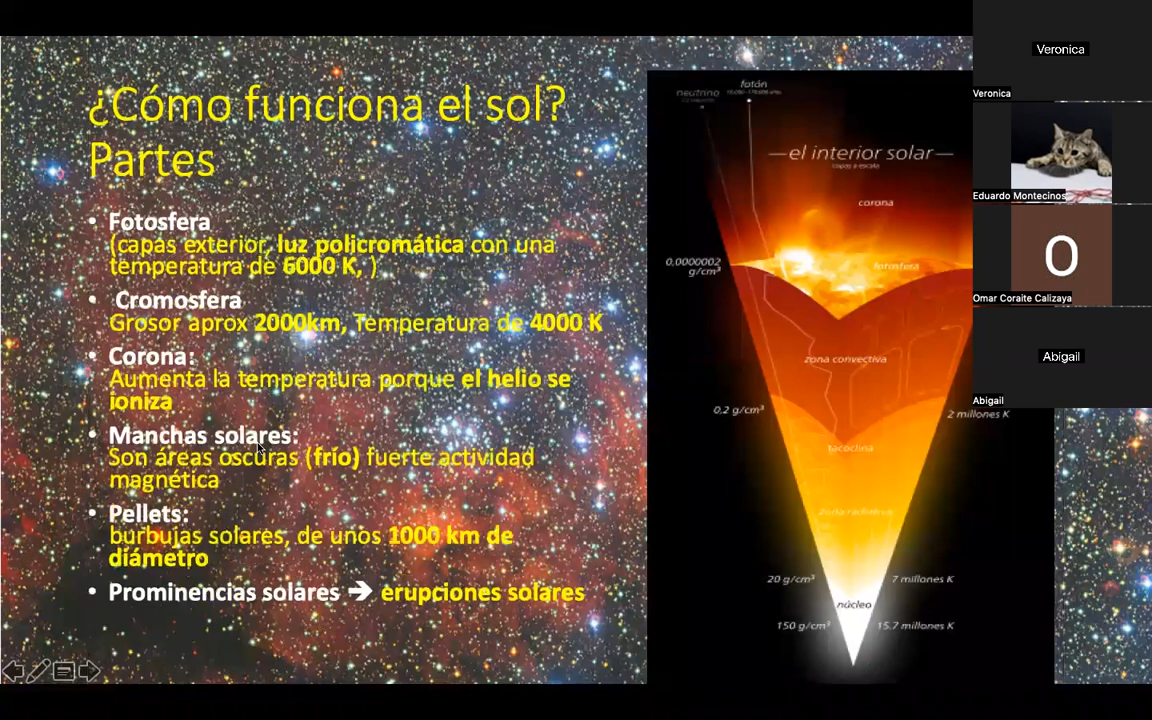 ¿Cómo funciona el sol?
Partes
• Fotosfera
(capas exterior, luz policromática con una
temperatura de 6000 K, )
• Cromosfera
Grosor aprox 2000km, Temperatura de 4000 K
• Corona:
Aumenta la temperatura porque el helio se
ioniza
• Manchas solares:
Son áreas oscuras (frío) fuerte actividad
magnética
• Pellets:
burbujas solares, de unos 1000 km de
diámetro
• Prominencias solares ➔ erupciones solares
neutrino
fotón
—el interior solar—
corona
0,0000002
g/cm³
fotosfera
zona convectiva
0,2 g/cm³
2 millones K
tacoclina
zona radiativa
20 g/cm³
7 millones K
núcleo
150 g/cm³
15.7 millones K
Veronica
Veronica
Eduardo Montecinos
O
Omar Coraite Calizaya
Abigail
Abigail